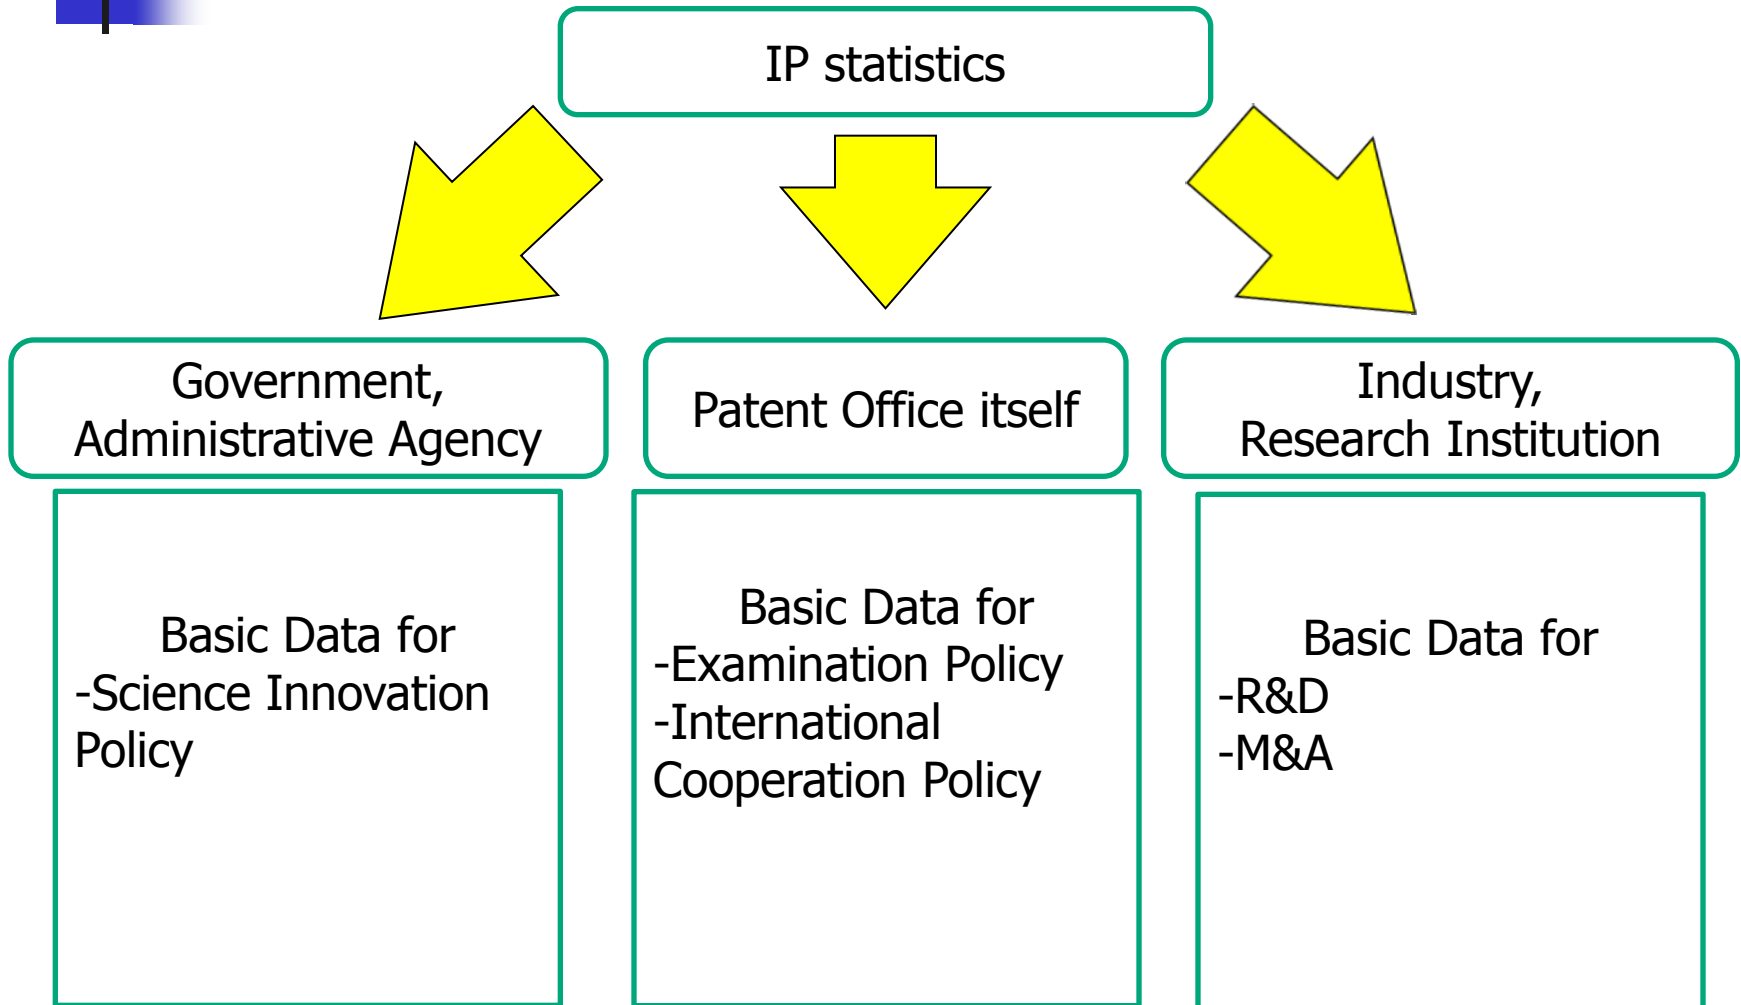 IP statistics
Government,
Administrative Agency
Patent Office itself
Industry,
Research Institution
Basic Data for
-Science Innovation
Policy
Basic Data for
-Examination Policy
-International
Cooperation Policy
Basic Data for
-R&D
-M&A